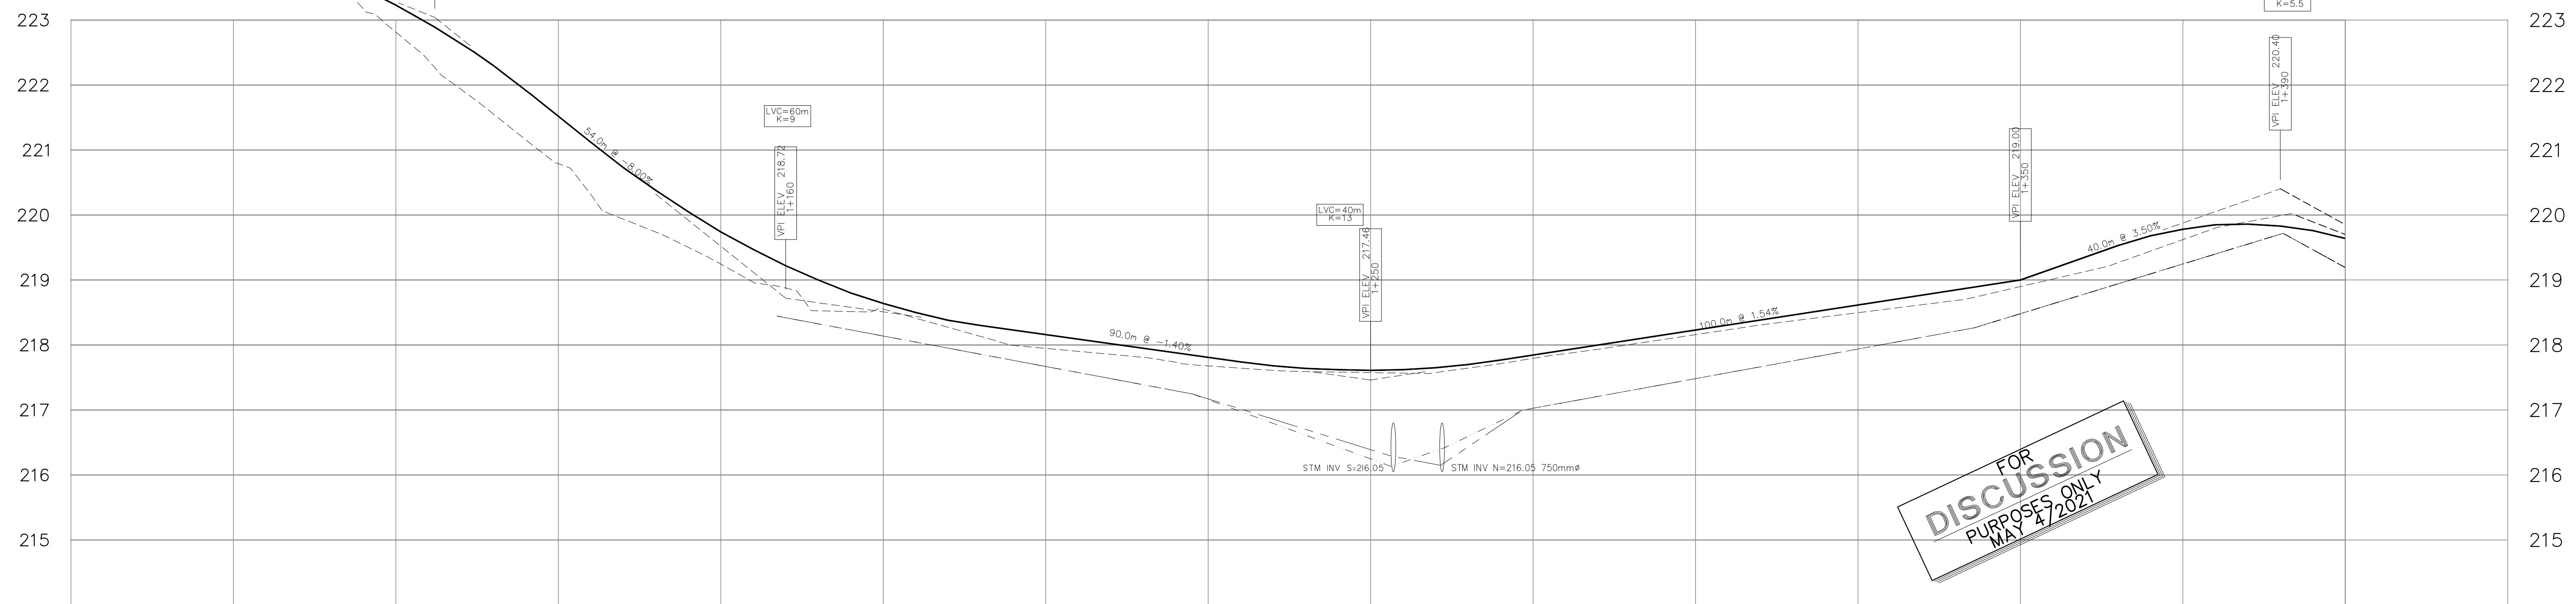 K=5.5
223
223
222
222
221
221
220
220
219
219
218
218
217
217
216
216
215
215
54.0m @ -8.00%
LVC=60m
K=9
VPI ELEV 218.72
1+160
90.0m @ -1.40%
LVC=40m
K=13
VPI ELEV 217.46
1+250
STM INV S=216.05
STM INV N=216.05 750mmø
100.0m @ 1.54%
VPI ELEV 219.00
1+350
40.0m @ 3.50%
VPI ELEV 220.40
1+390
FOR
DISCUSSION
PURPOSES ONLY
MAY 4/2021